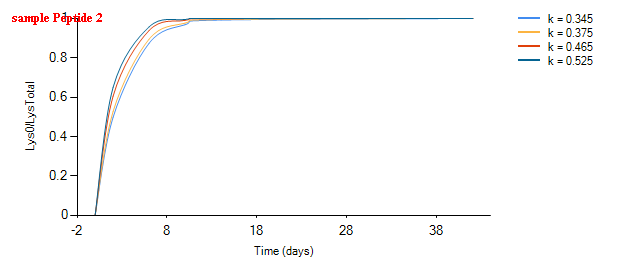 sample Peptide 2
1
0.8
0.6
0.4
0.2
0
Lys0/LysTotal
-2 8 18 28 38
Time (days)
k = 0.345
k = 0.375
k = 0.465
k = 0.525